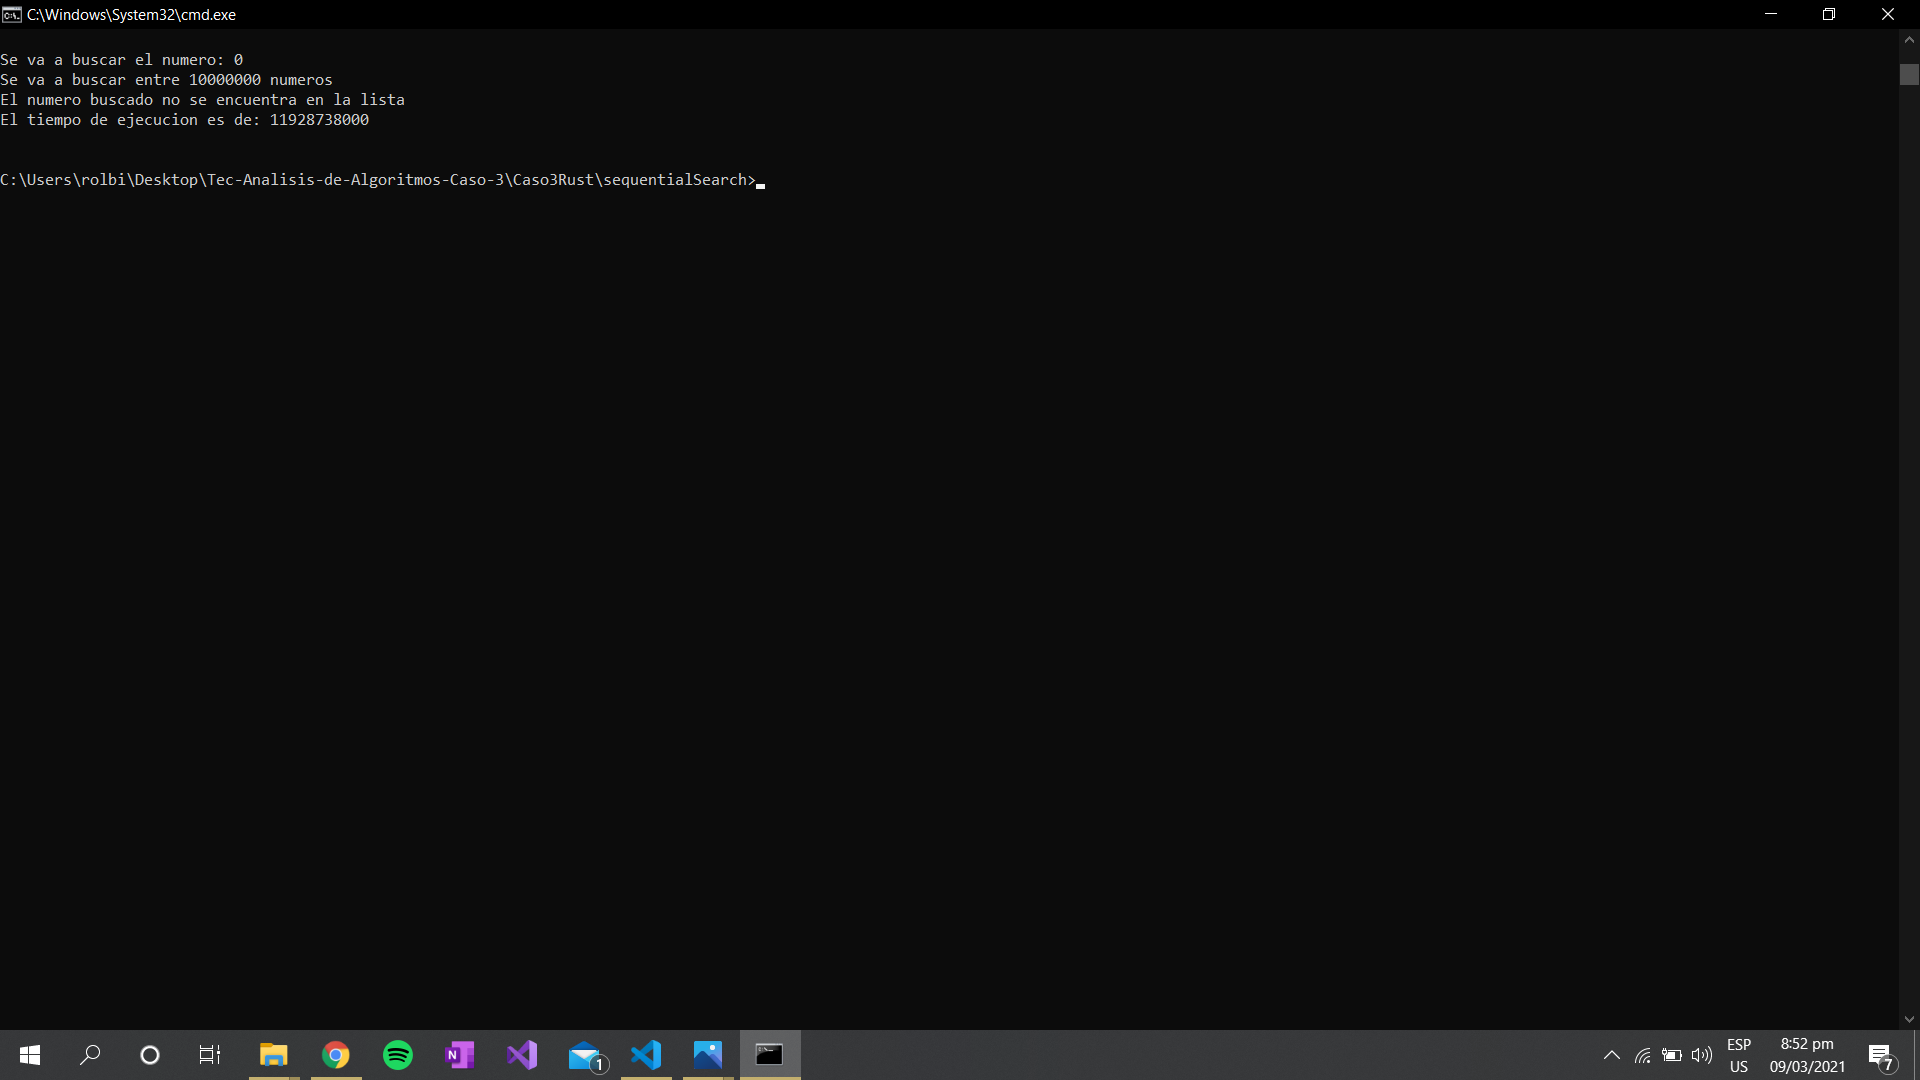 C:\Windows\System32\cmd.exe
Se va a buscar el numero: 0
Se va a buscar entre 10000000 numeros
El numero buscado no se encuentra en la lista
El tiempo de ejecucion es de: 11928738000
C:\Users\rolbi\Desktop\Tec-Analisis-de-Algoritmos-Caso-3\Caso3Rust\sequentialSearch>
N
1
ESP
US
8:52 pm
09/03/2021
7